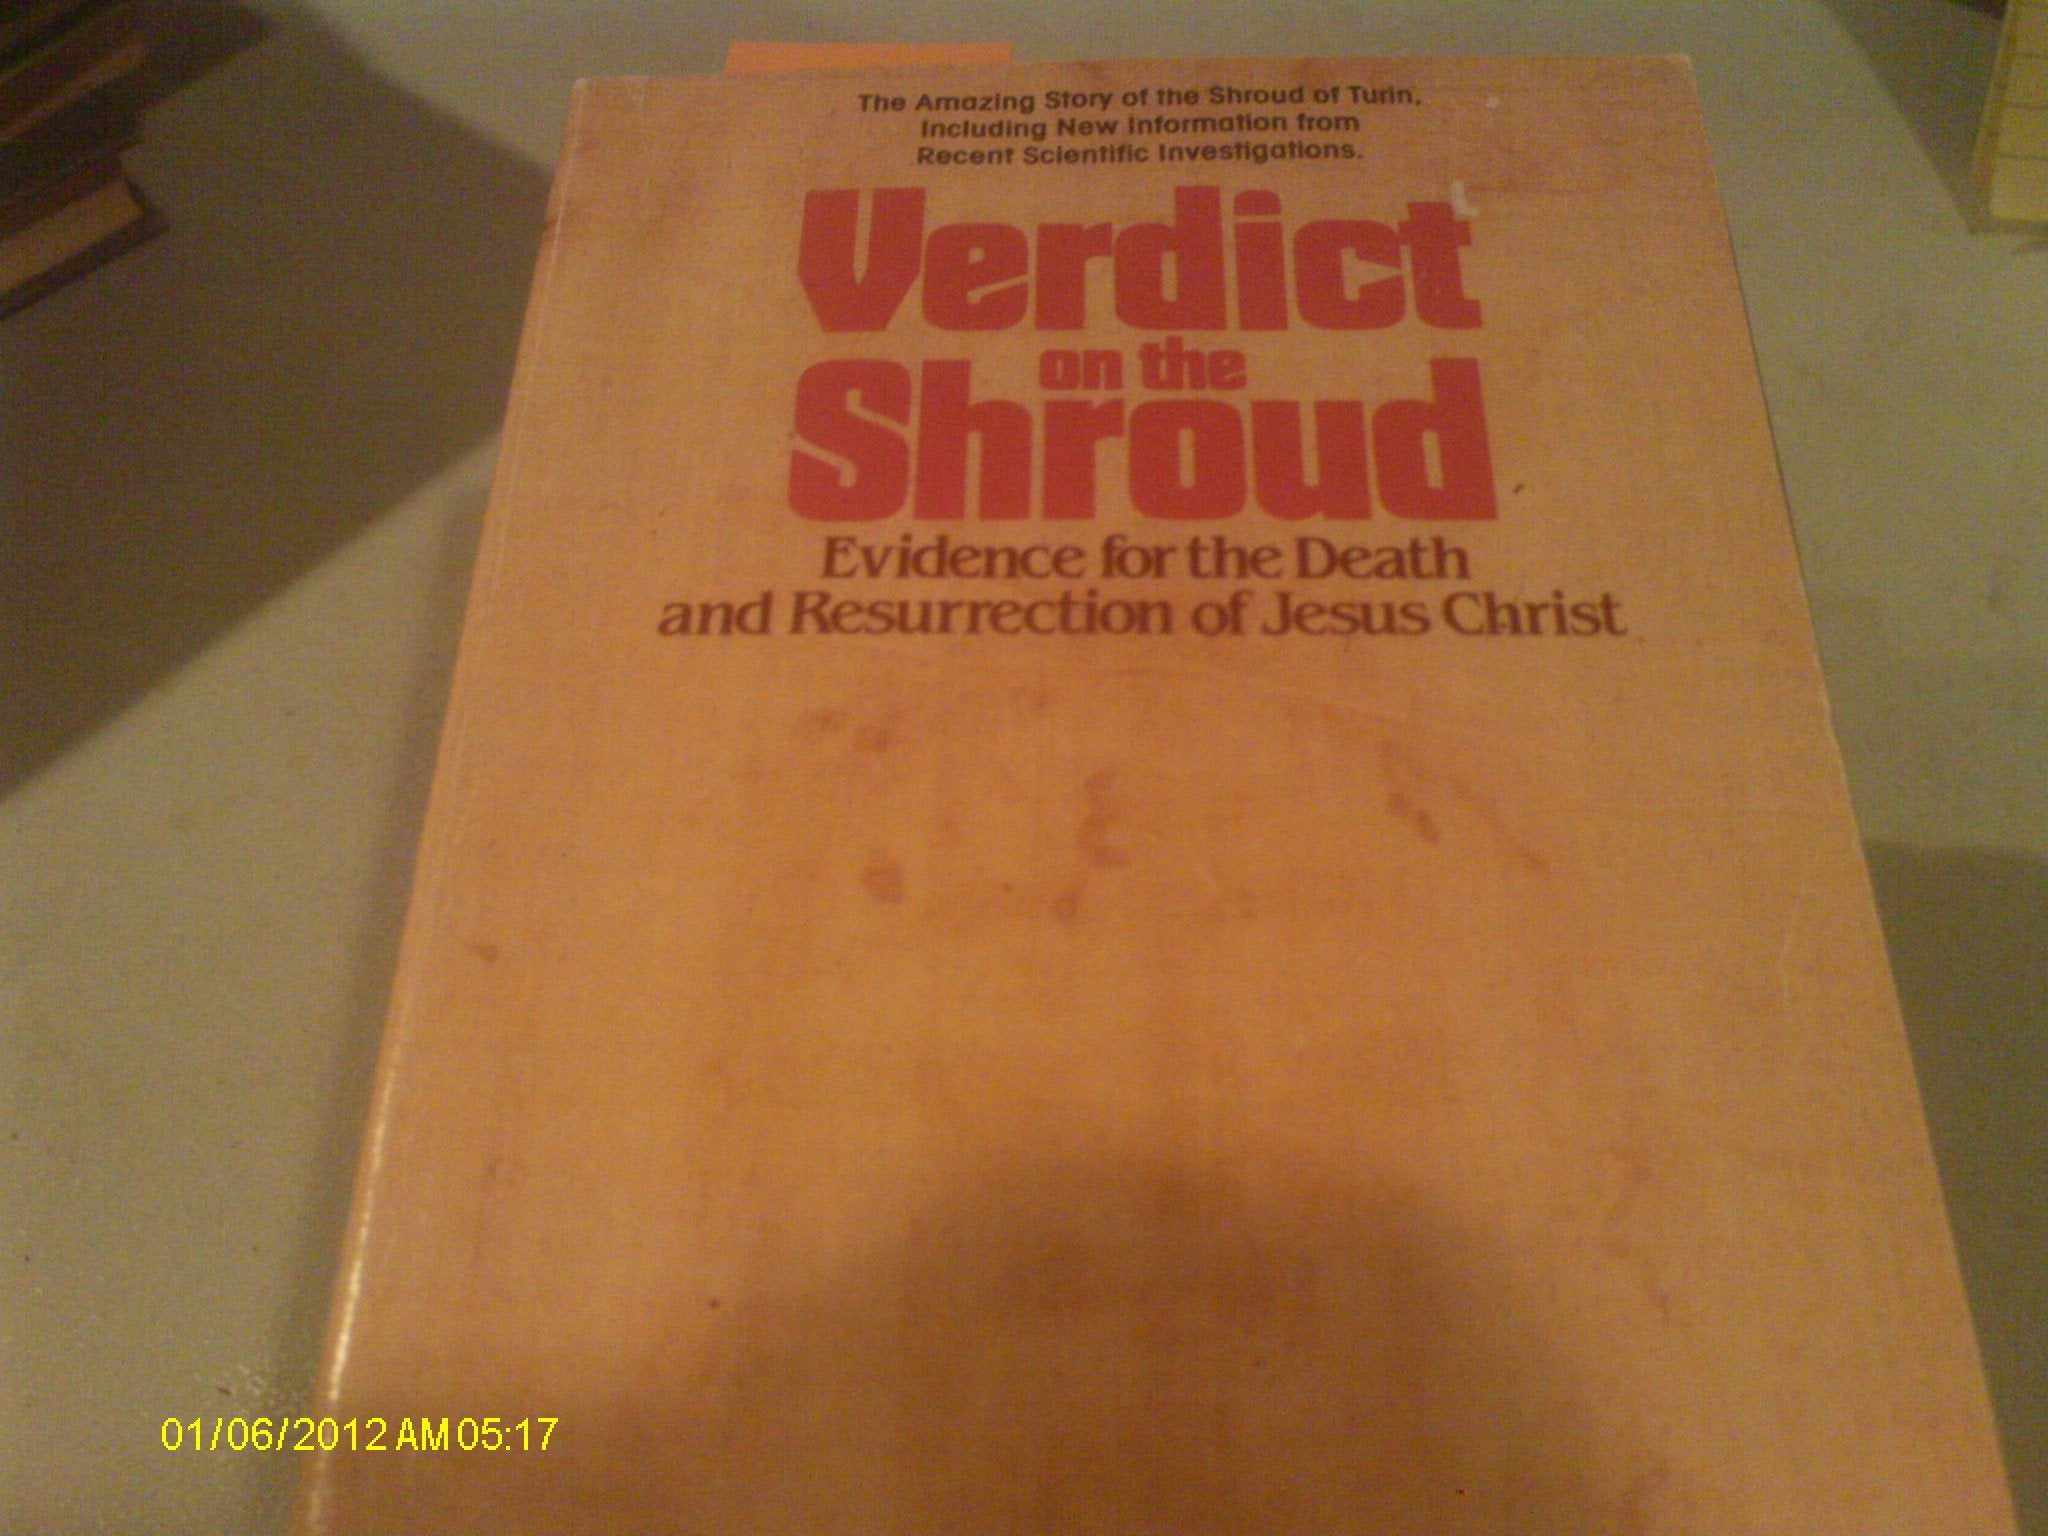 The Amazing Story of the Shroud of Turin,
Including New Information from
Recent Scientific Investigations.
Verdict
on the
Shroud
Evidence for the Death
and Resurrection of Jesus Christ
01/06/2012 AM 05:17